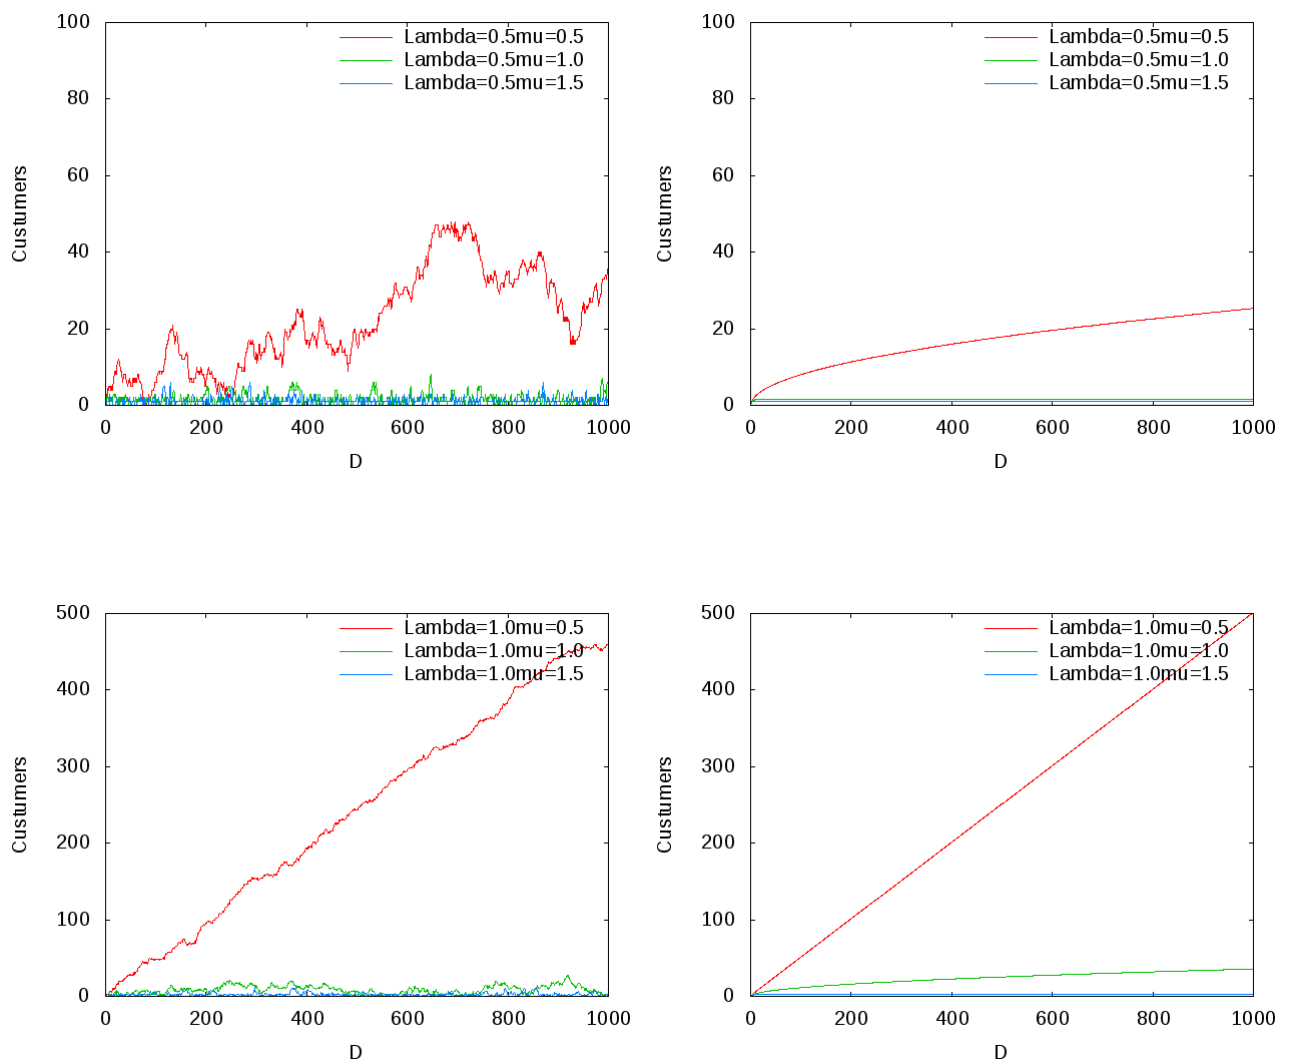 100
80
60
40
20
0
Custumers
Lambda=0.5mu=0.5
Lambda=0.5mu=1.0
Lambda=0.5mu=1.5
0 200 400 600 800 1000
D
100
80
60
40
20
0
Custumers
Lambda=0.5mu=0.5
Lambda=0.5mu=1.0
Lambda=0.5mu=1.5
0 200 400 600 800 1000
D
500
400
300
200
100
0
Custumers
Lambda=1.0mu=0.5
Lambda=1.0mu=1.0
Lambda=1.0mu=1.5
0 200 400 600 800 1000
D
500
400
300
200
100
0
Custumers
Lambda=1.0mu=0.5
Lambda=1.0mu=1.0
Lambda=1.0mu=1.5
0 200 400 600 800 1000
D